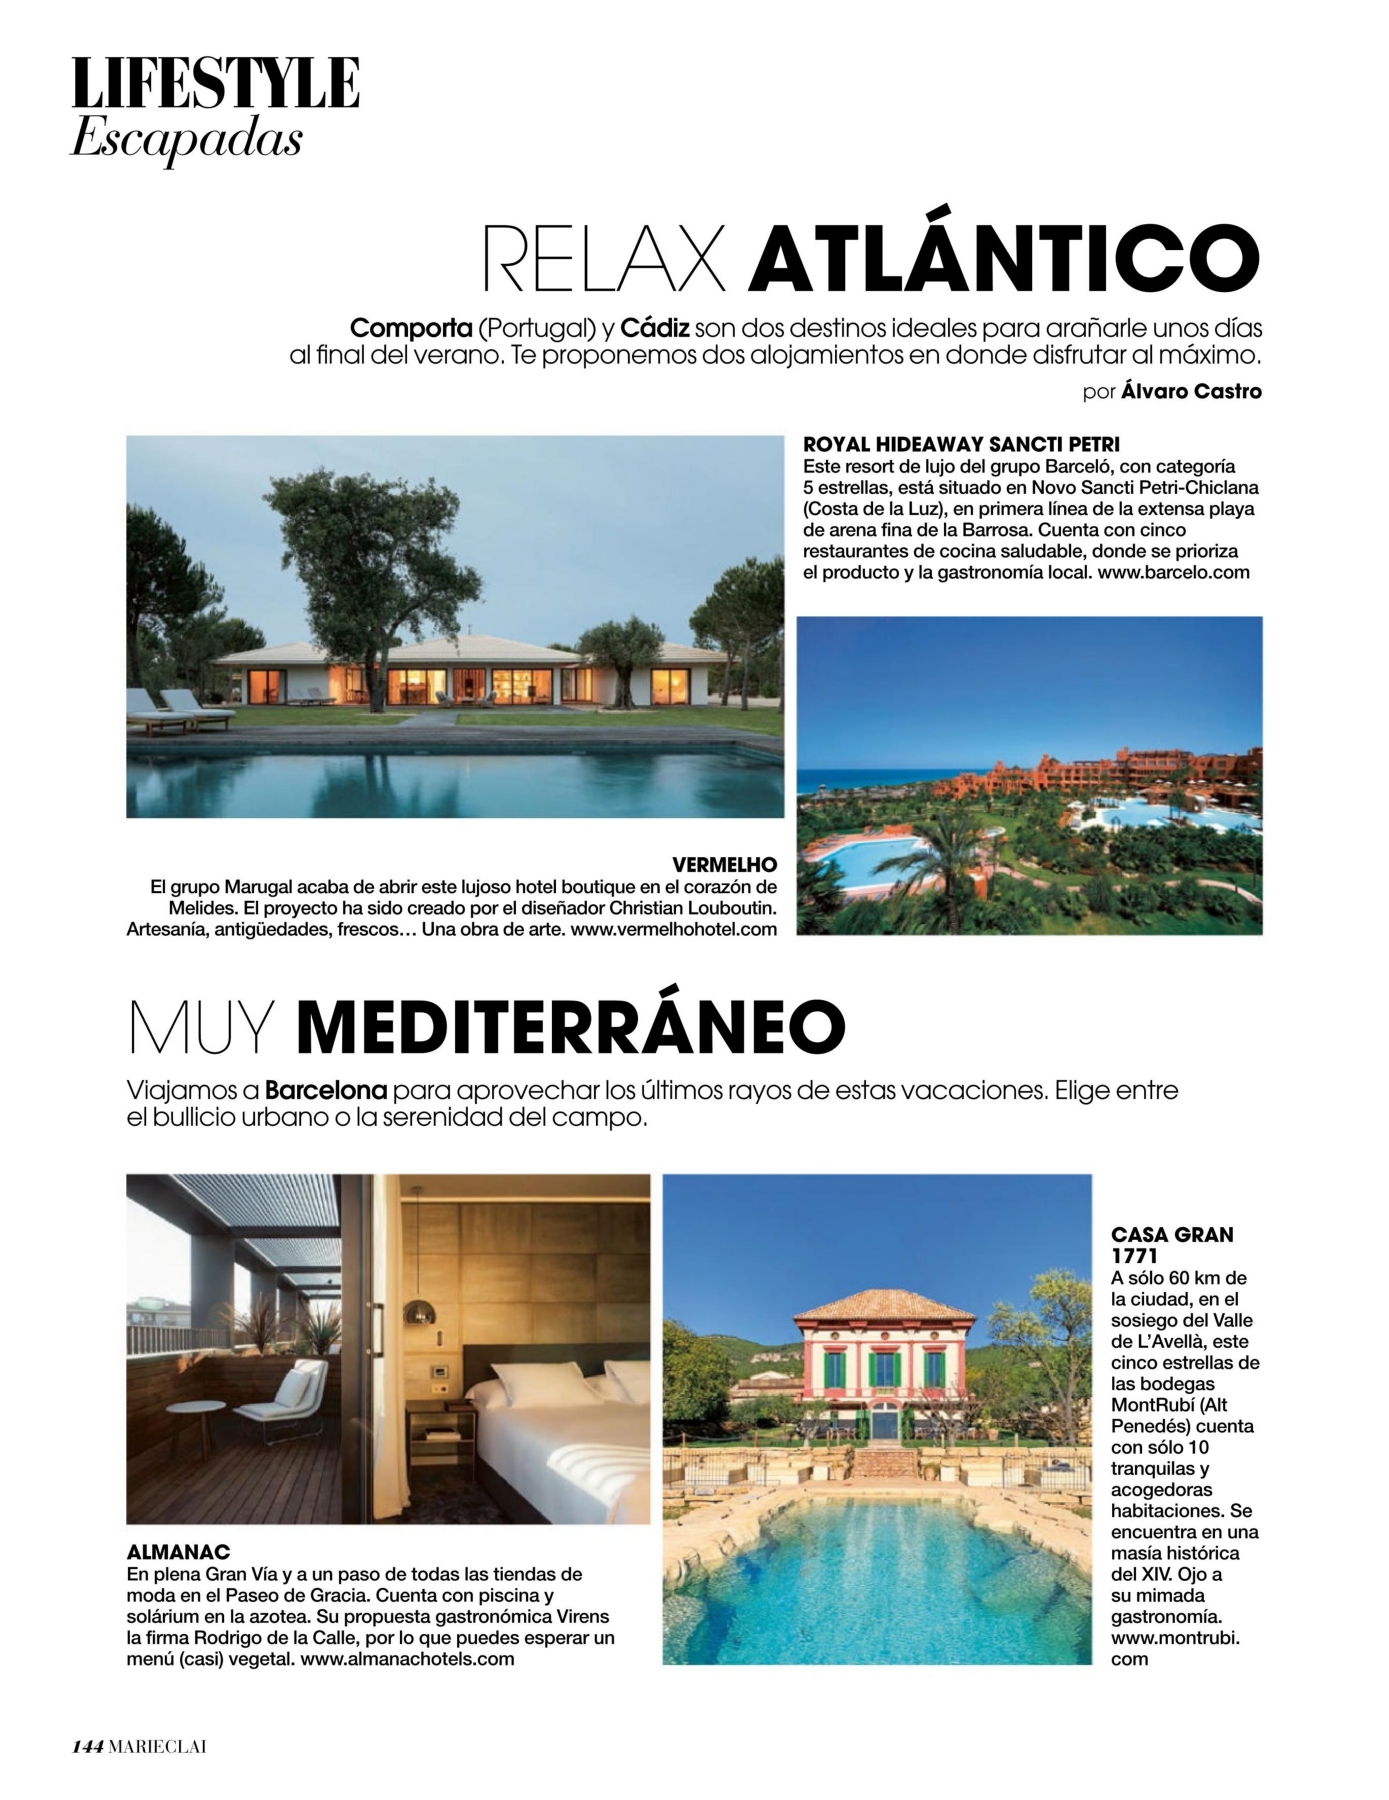 LIFESTYLE
Escapadas
RELAX ATLÁNTICO
Comporta (Portugal) y Cádiz son dos destinos ideales para arañarle unos días
al final del verano. Te proponemos dos alojamientos en donde disfrutar al máximo.
por Álvaro Castro
ROYAL HIDEAWAY SANCTI PETRI
Este resort de lujo del grupo Barceló, con categoría
5 estrellas, está situado en Novo Sancti Petri-Chiclana
(Costa de la Luz), en primera línea de la extensa playa
de arena fina de la Barrosa. Cuenta con cinco
restaurantes de cocina saludable, donde se prioriza
el producto y la gastronomía local. www.barcelo.com
VERMELHO
El grupo Marugal acaba de abrir este lujoso hotel boutique en el corazón de
Melides. El proyecto ha sido creado por el diseñador Christian Louboutin.
Artesanía, antigüedades, frescos… Una obra de arte. www.vermelhohotel.com
MUY MEDITERRÁNEO
Viajamos a Barcelona para aprovechar los últimos rayos de estas vacaciones. Elige entre
el bullicio urbano o la serenidad del campo.
ALMANAC
En plena Gran Vía y a un paso de todas las tiendas de
moda en el Paseo de Gracia. Cuenta con piscina y
solárium en la azotea. Su propuesta gastronómica Virens
la firma Rodrigo de la Calle, por lo que puedes esperar un
menú (casi) vegetal. www.almanachotels.com
CASA GRAN
1771
A sólo 60 km de
la ciudad, en el
sosiego del Valle
de L'Avellà, este
cinco estrellas de
las bodegas
MontRubí (Alt
Penedés) cuenta
con sólo 10
tranquilas y
acogedoras
habitaciones. Se
encuentra en una
masía histórica
del XIV. Ojo a
su mimada
gastronomía.
www.montrubi.
com
144 MARIECLAI